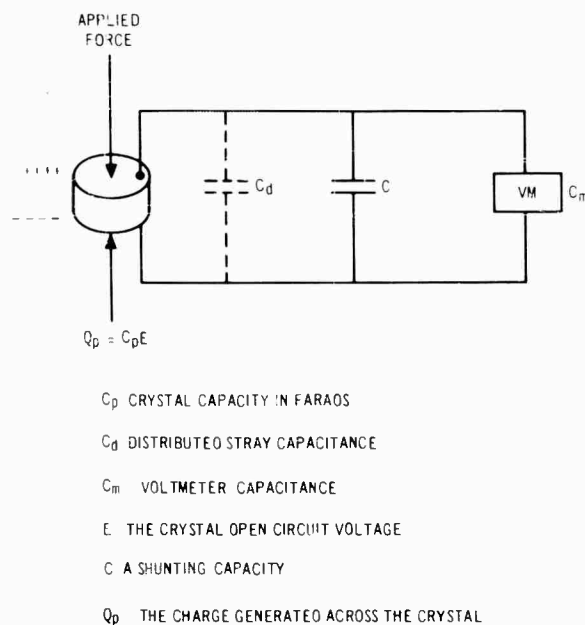 APPLIED
FORCE
++++
----
Cd
C
VM
Cm
Qp = CpE
Cp CRYSTAL CAPACITY IN FARAOS
Cd DISTRIBUTED STRAY CAPACITANCE
Cm VOLTMETER CAPACITANCE
E THE CRYSTAL OPEN CIRCUIT VOLTAGE
C A SHUNTING CAPACITY
Qp THE CHARGE GENERATED ACROSS THE CRYSTAL